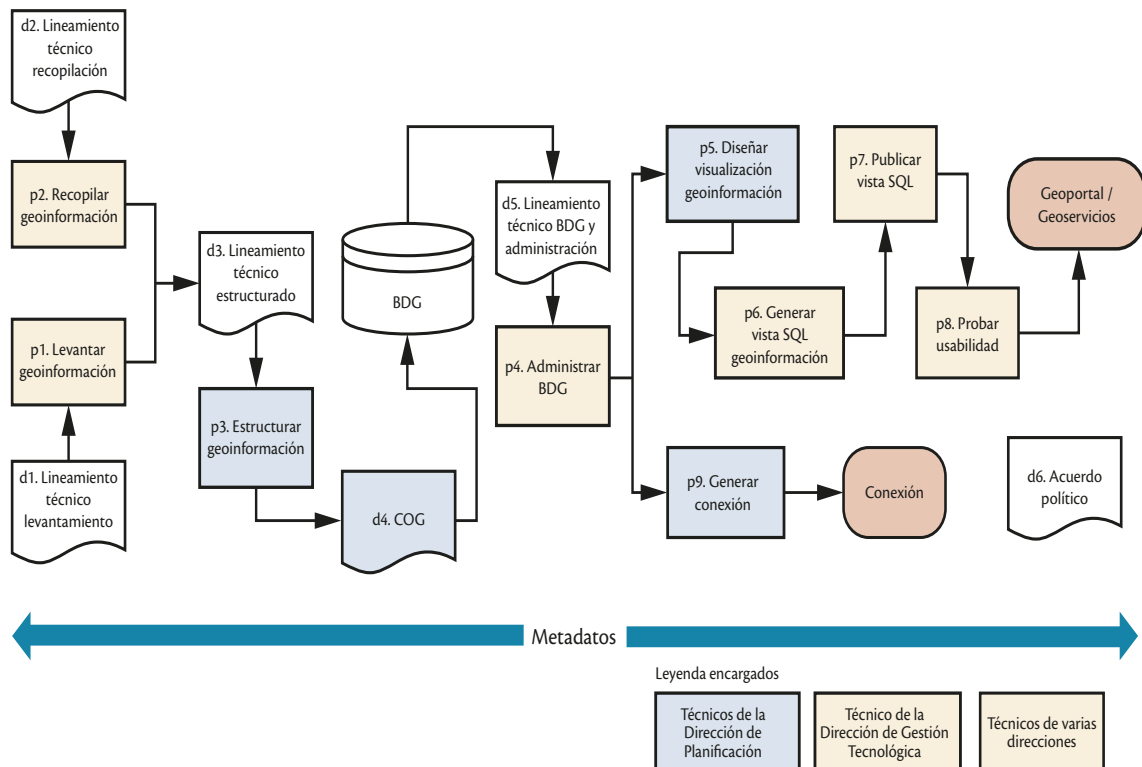 d2. Lineamiento
técnico
recopilación
p2. Recopilar
geoinformación
p1. Levantar
geoinformación
d1. Lineamiento
técnico
levantamiento
d3. Lineamiento
técnico
estructurado
p3. Estructurar
geoinformación
d4. COG
BDG
d5. Lineamiento
técnico BDG y
administración
p4. Administrar
BDG
p5. Diseñar
visualización
geoinformación
p6. Generar
vista SQL
geoinformación
p7. Publicar
vista SQL
p8. Probar
usabilidad
Geoportal /
Geoservicios
p9. Generar
conexión
Conexión
d6. Acuerdo
político
Metadatos
Leyenda encargados
Técnicos de la
Dirección de
Planificación
Técnico de la
Dirección de Gestión
Tecnológica
Técnicos de varias
direcciones